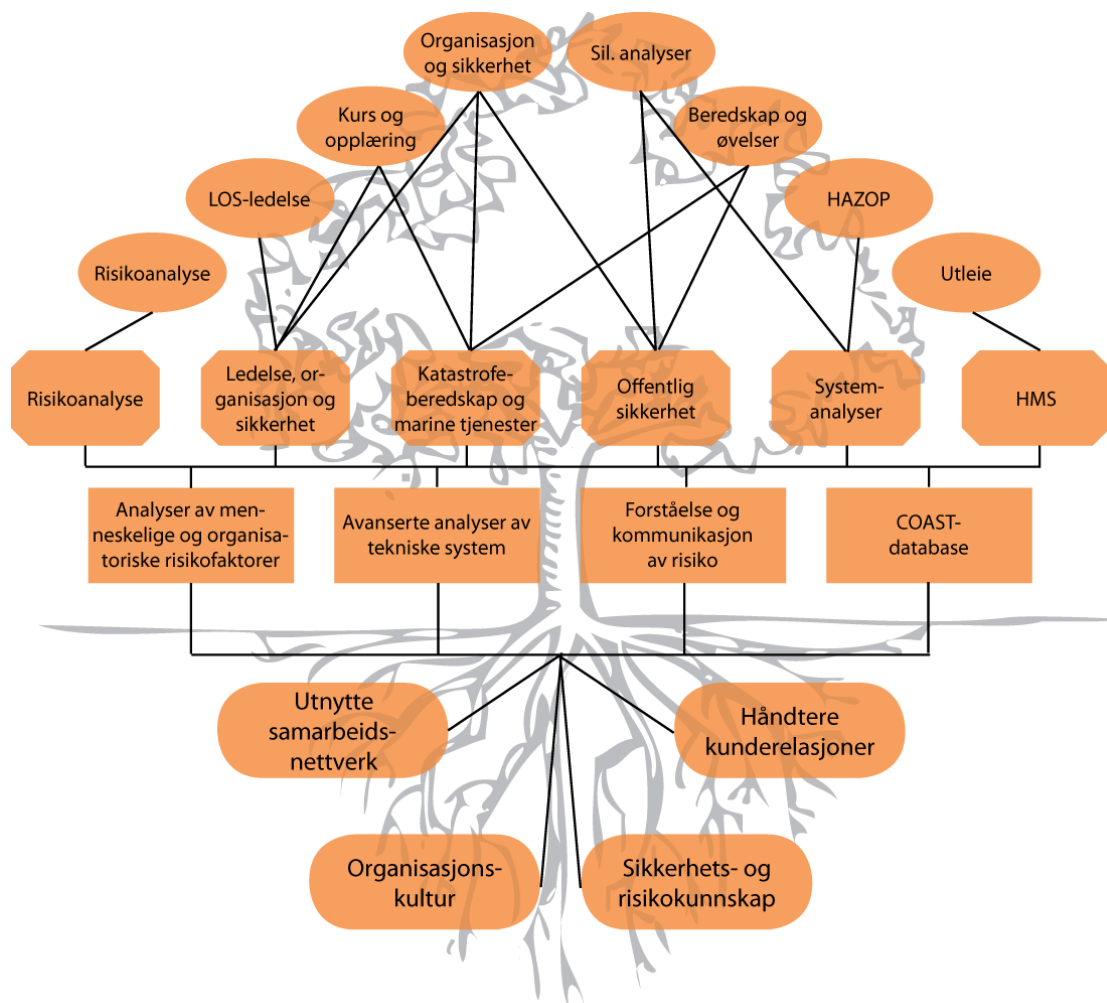 Organisasjon
og sikkerhet
Sil. analyser
Kurs og
opplæring
Beredskap og
øvelser
LOS-ledelse
HAZOP
Risikoanalyse
Utleie
Risikoanalyse
Ledelse, or-
ganisasjon og
sikkerhet
Katastrofe-
beredskap og
marine tjenester
Offentlig
sikkerhet
System-
analyser
HMS
Analyser av men-
neskelige og organisa-
toriske risikofaktorer
Avanserte analyser av
tekniske system
Forståelse og
kommunikasjon
av risiko
COAST-
database
Utnytte
samarbeids-
nettverk
Håndtere
kunderelasjoner
Organisasjons-
kultur
Sikkerhets- og
risikokunnskap